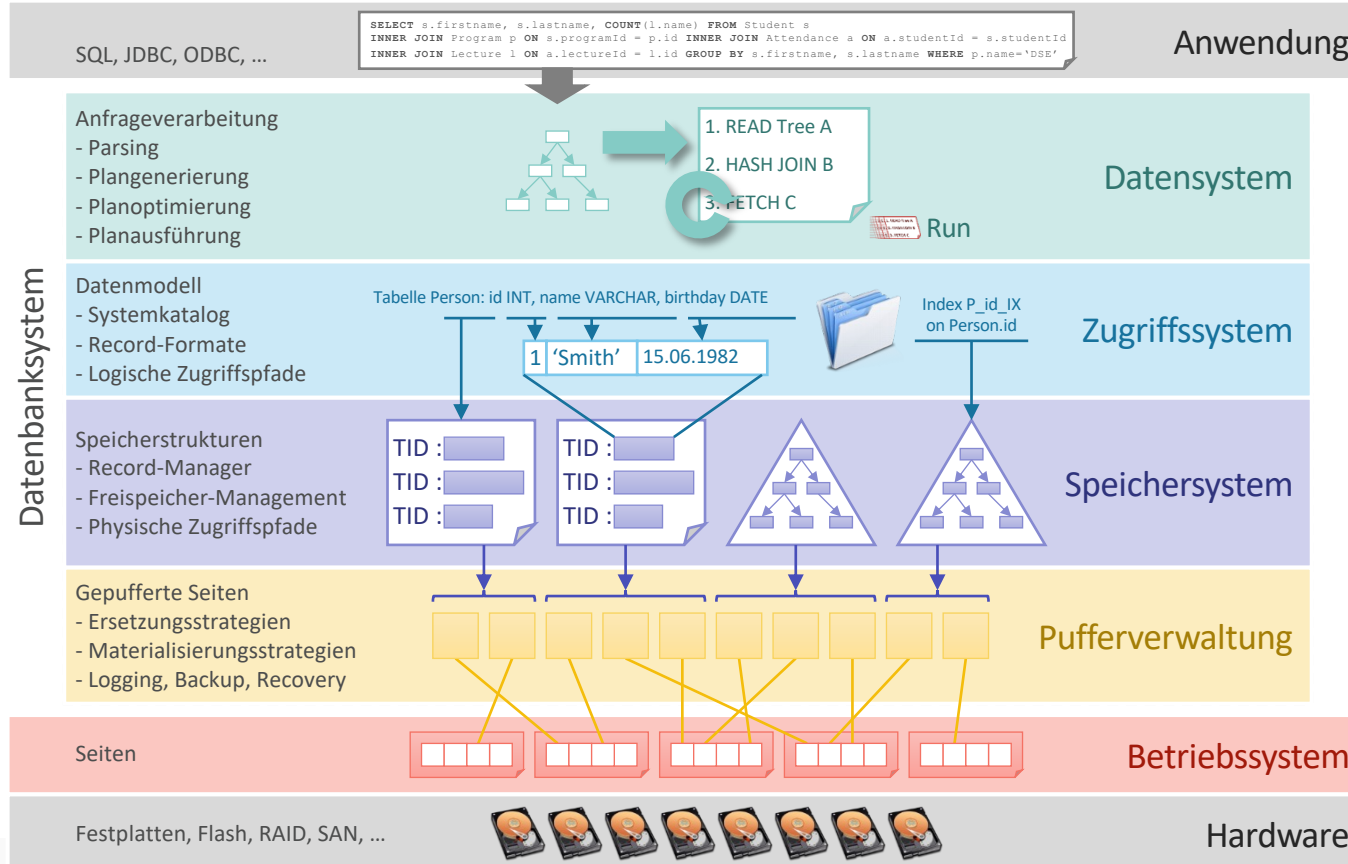 SELECT s.firstname, s.lastname, COUNT(l.name) FROM Student s
INNER JOIN Program p ON s.programId = p.id INNER JOIN Attendance a ON a.studentId = s.studentId
INNER JOIN Lecture l ON a.lectureId = l.id GROUP BY s.firstname, s.lastname WHERE p.name=‘DSE’
SQL, JDBC, ODBC, ...
Anwendung
Datenbanksystem
Anfrageverarbeitung
- Parsing
- Plangenerierung
- Planoptimierung
- Planausführung
1. READ Tree A
2. HASH JOIN B
3. FETCH C
Run
Datensystem
Datenmodell
- Systemkatalog
- Record-Formate
- Logische Zugriffspfade
Tabelle Person: id INT, name VARCHAR, birthday DATE
1 ‘Smith’ 15.06.1982
Index P_id_IX
on Person.id
Zugriffssystem
Speicherstrukturen
- Record-Manager
- Freispeicher-Management
- Physische Zugriffspfade
TID :
TID :
TID :
TID :
TID :
TID :
Speichersystem
Gepufferte Seiten
- Ersetzungsstrategien
- Materialisierungsstrategien
- Logging, Backup, Recovery
Pufferverwaltung
Seiten
Betriebssystem
Festplatten, Flash, RAID, SAN, ...
Hardware